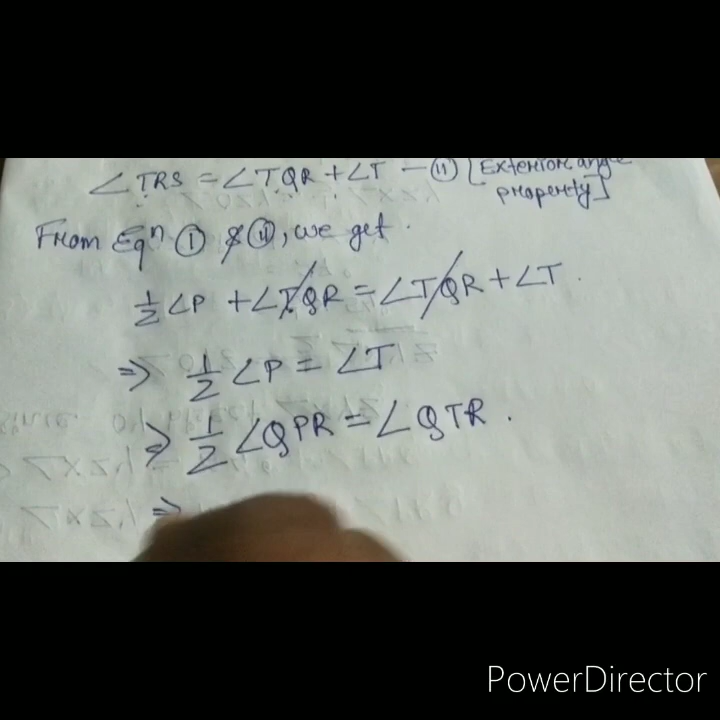 ∠TRS = ∠TQR + ∠T — (ii) [Exterior angle
property]
From Eqn (i) & (ii), we get.
1/2 ∠P + ∠TQR = ∠TQR + ∠T.
⇒ 1/2 ∠P = ∠T
⇒ 1/2 ∠QPR = ∠QTR.
⇒
PowerDirector